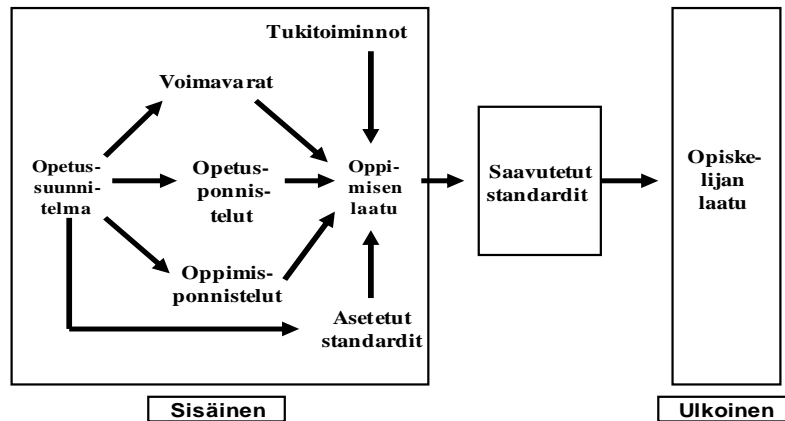 Tukitoiminnot
Voimavarat
Opetus-
suunni-
telma
Opetus-
ponnis-
telut
Oppi-
misen
laatu
Oppimis-
ponnistelut
Asetetut
standardit
Saavutetut
standardit
Opiske-
lijan
laatu
Sisäinen
Ulkoinen